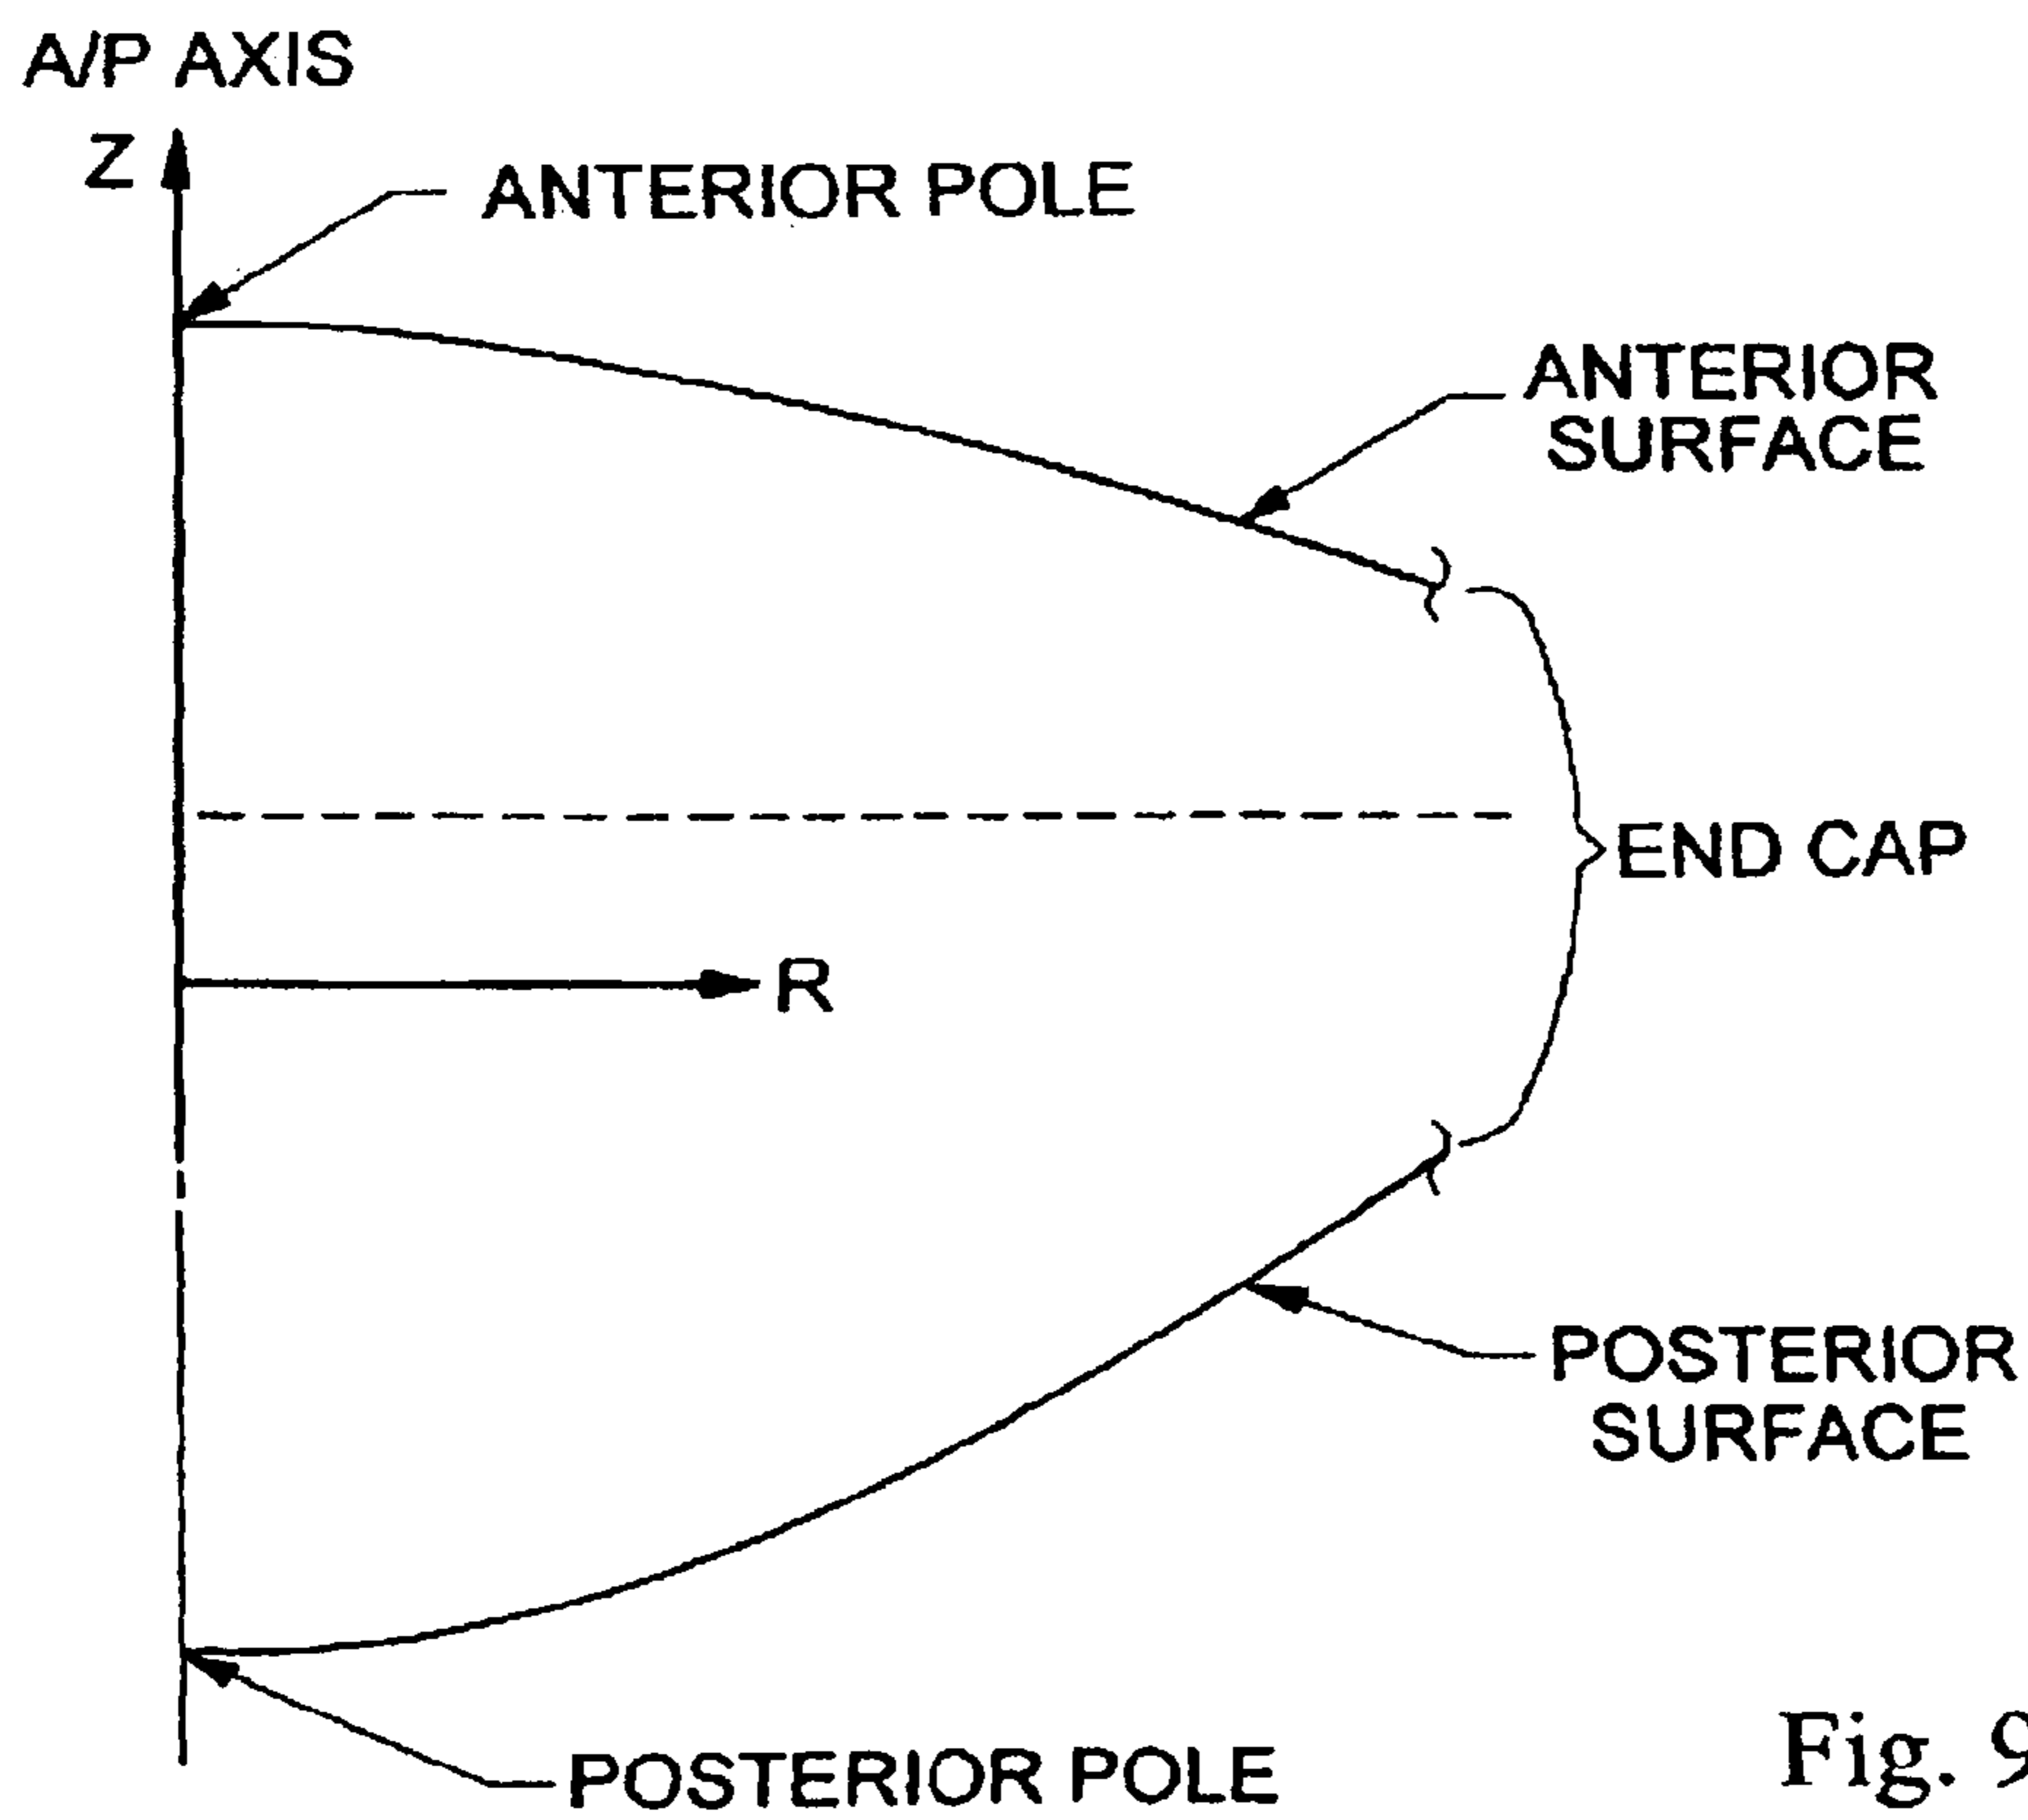 A/P AXIS
Z
ANTERIOR POLE
ANTERIOR
SURFACE
END CAP
R
POSTERIOR
SURFACE
POSTERIOR POLE
Fig. 9